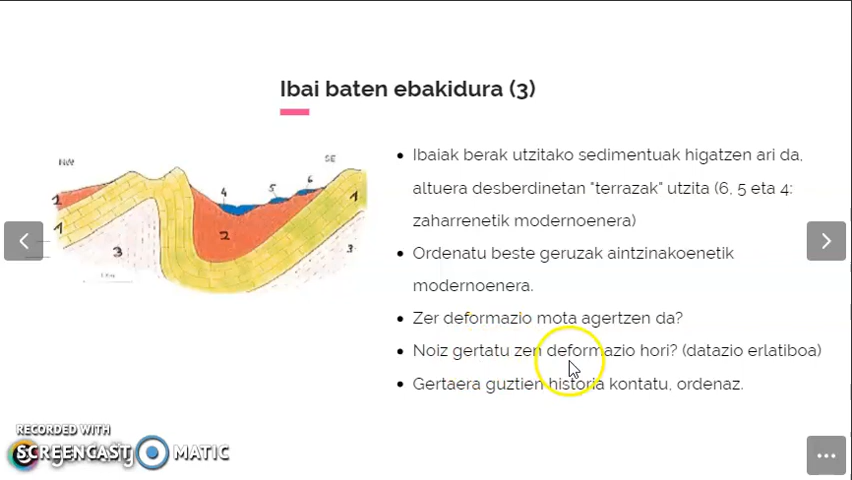 Ibai baten ebakidura (3)
NW
SE
4
5
6
1
1
1
2
3
3
Ibaiak berak utzitako sedimentuak higatzen ari da,
altuera desberdinetan "terrazak" utzita (6, 5 eta 4:
zaharrenetik modernoenera)
Ordenatu beste geruzak aintzinakoenetik
modernoenera.
Zer deformazio mota agertzen da?
Noiz gertatu zen deformazio hori? (datazio erlatiboa)
Gertaera guztien historia kontatu, ordenaz.
RECORDED WITH
SCREENCAST MATIC